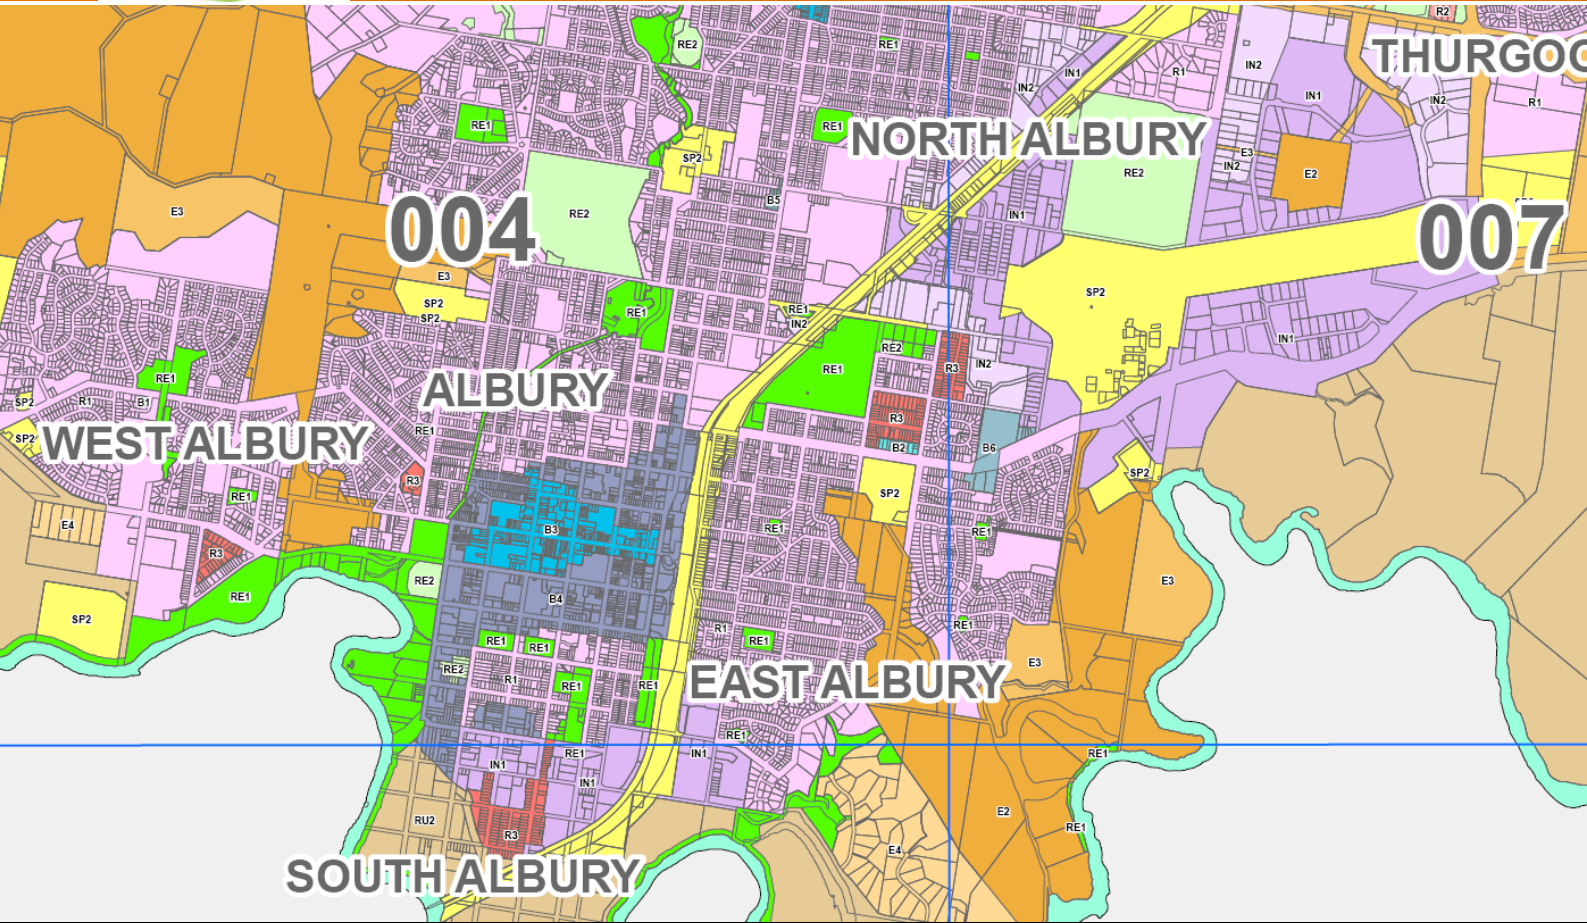 R2
RE2
RE1
THURGOO
IN2
IN1
R1
IN2
IN1
IN2
R1
RE1
RE1
NORTH ALBURY
SP2
E3
IN2
RE2
E2
B5
E3
RE2
004
IN1
007
E3
SP2
SP2
SP2
RE1
RE1
IN2
IN1
RE2
RE1
IN2
R3
RE1
ALBURY
R1
B1
SP2
R3
RE1
SP2
WEST ALBURY
B2
B6
SP2
R3
RE1
SP2
E4
B3
RE1
RE1
R3
RE2
E3
RE1
B4
SP2
RE1
R1
RE1
RE1
RE1
E3
RE2
R1
RE1
RE1
EAST ALBURY
RE1
RE1
IN1
RE1
IN1
IN1
RE1
E2
RU2
R3
RE1
E4
SOUTH ALBURY